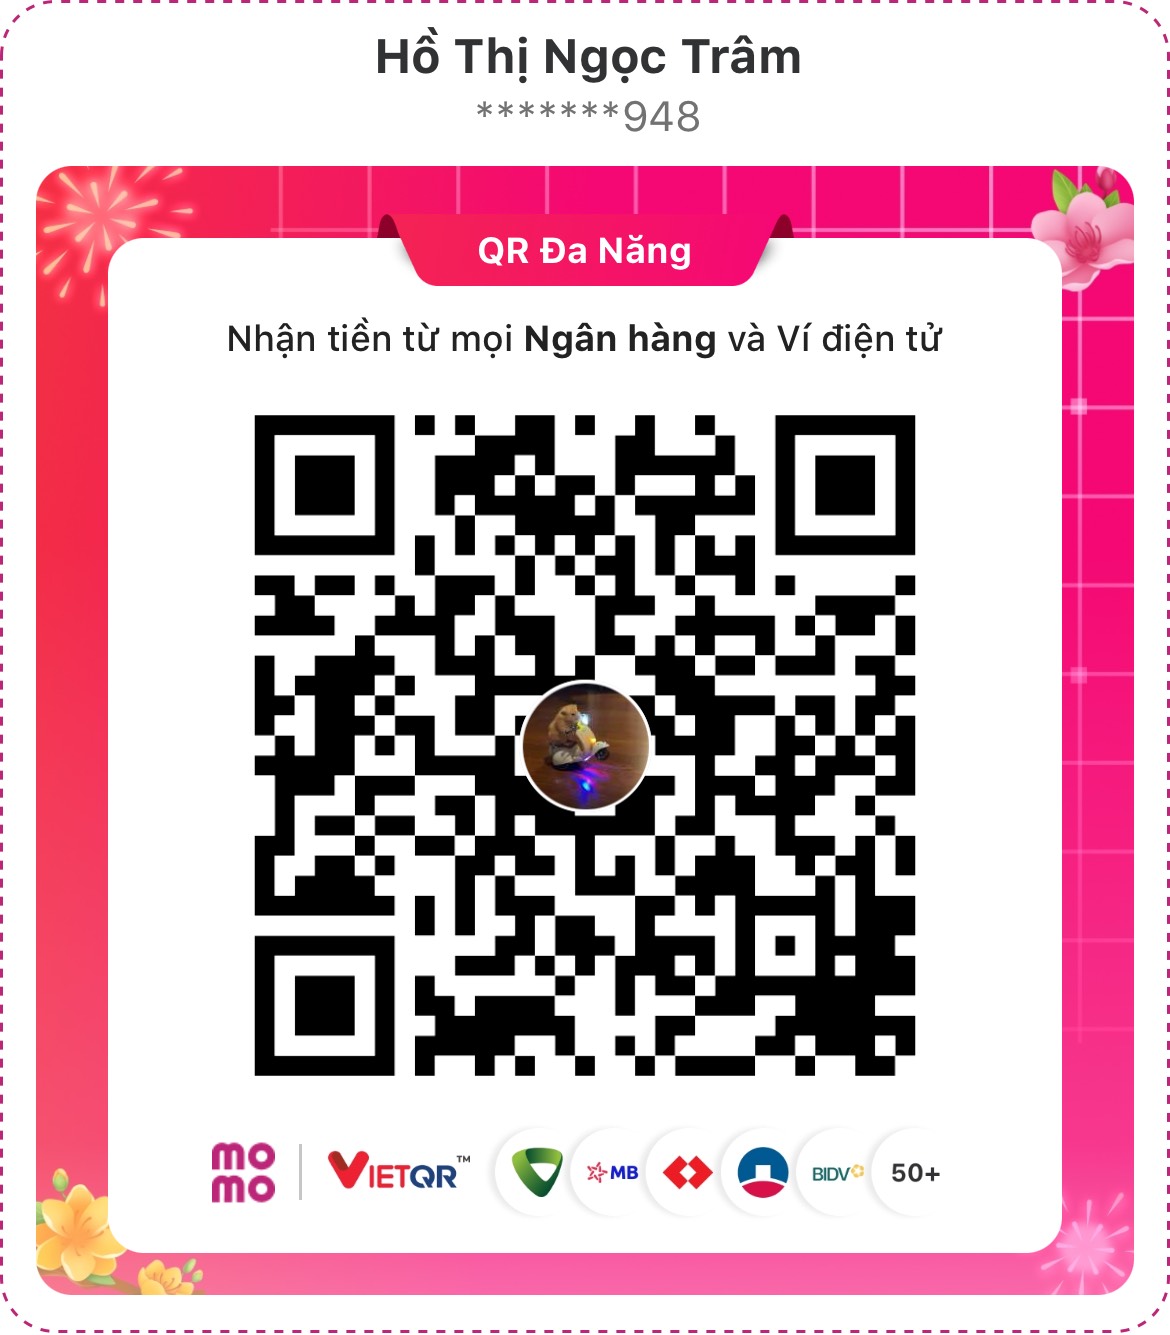 Hồ Thị Ngọc Trâm
*******948
QR Đa Năng
Nhận tiền từ mọi Ngân hàng và Ví điện tử
mo
mo
VIETQR™
MB
BIDV
50+